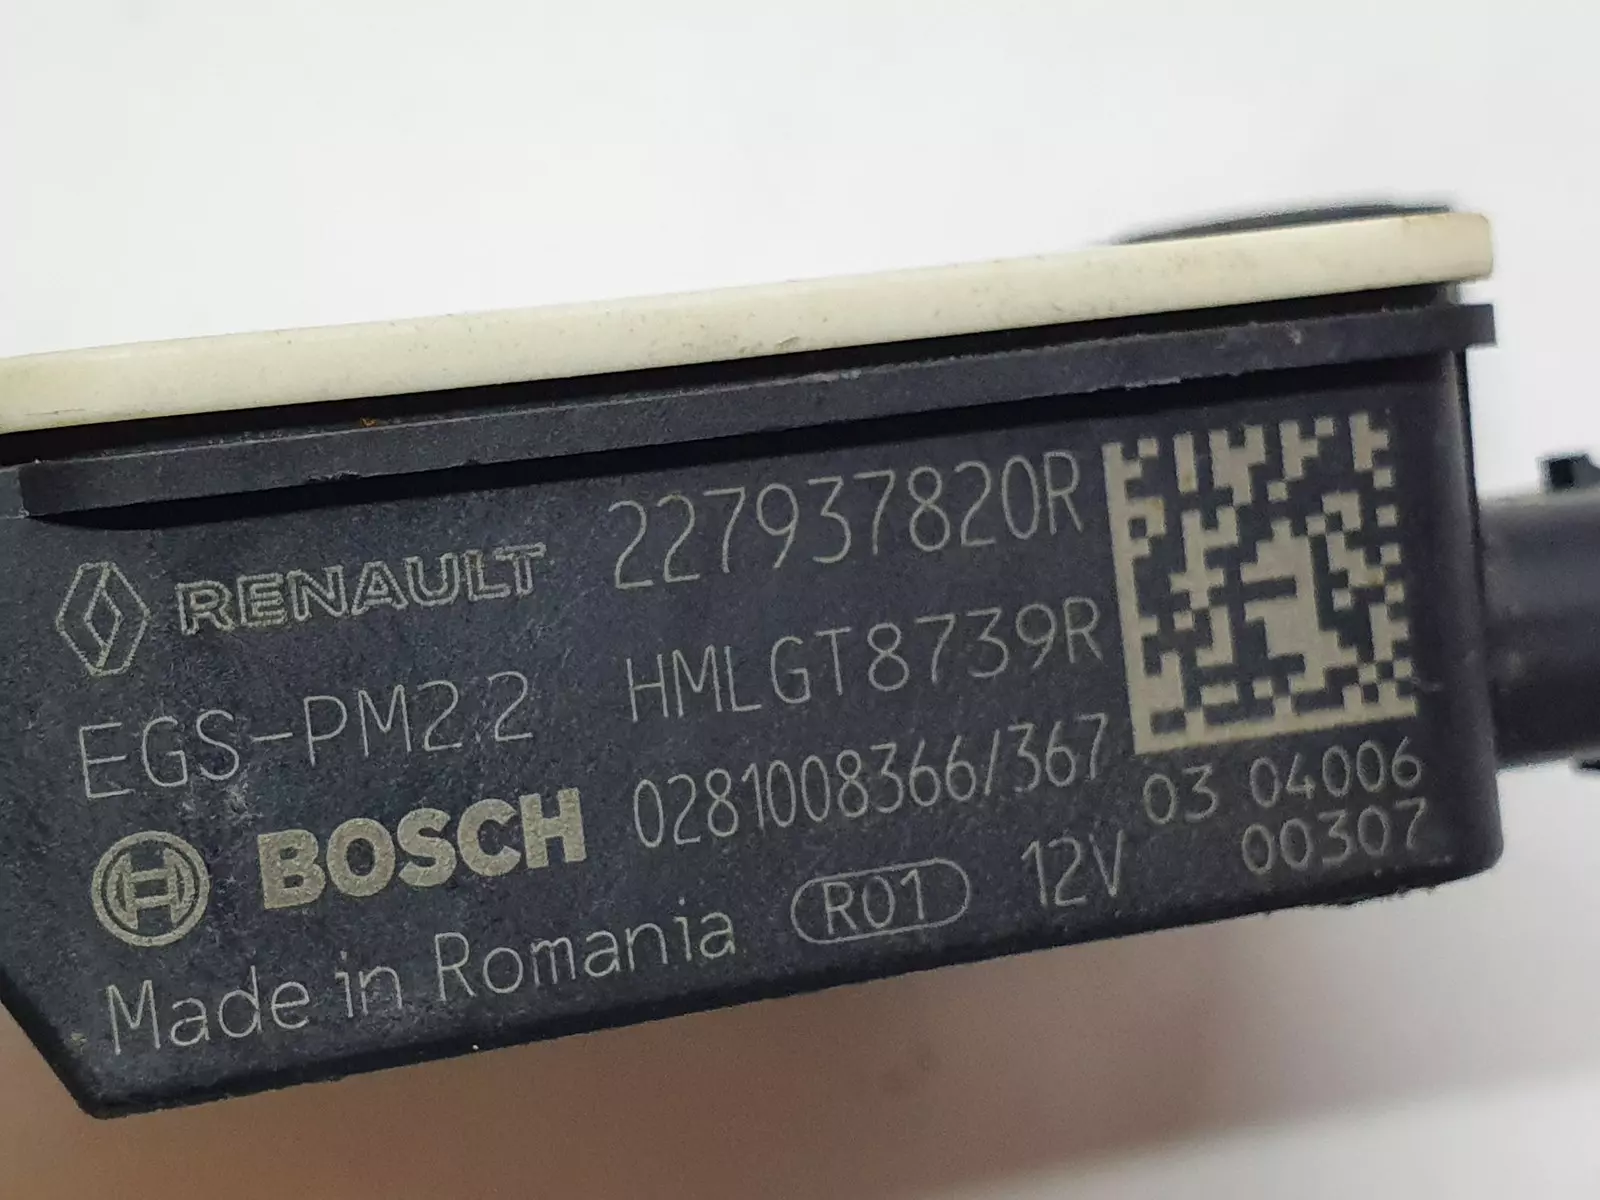 RENAULT 227937820R
EGS-PM2.2 HMLGT8739R
BOSCH 0281008366/367
03 04006
Made in Romania R01 12V 00307